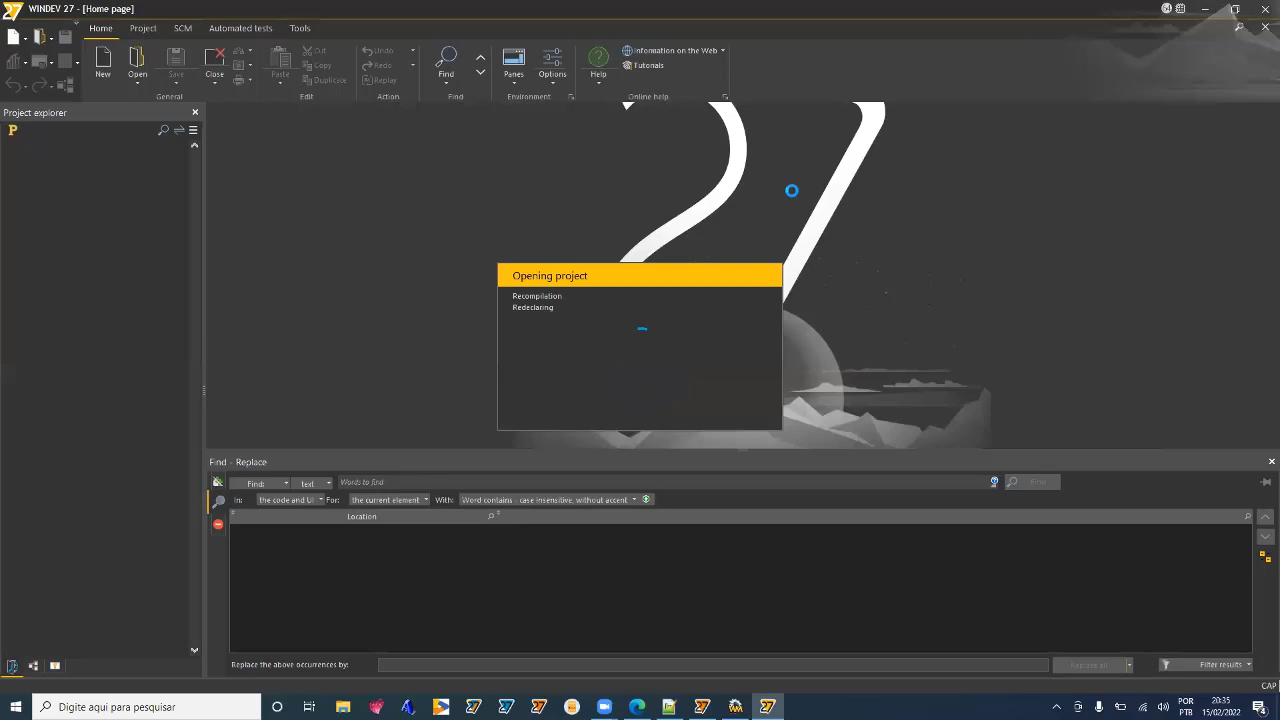 WINDEV 27 - [Home page]
Home Project SCM Automated tests Tools
New Open Save Close
General
Paste Cut
Copy
Duplicate
Edit
Undo
Redo
Replay
Action
Find
Find
Panes Options
Environment
Help
Information on the Web
Tutorials
Online help
Project explorer
P
27
Opening project
Recompilation
Redeclaring
Find - Replace
Find: text Words to find Find
In: the code and UI For: the current element With: Word contains - case insensitive, without accent
Location
Replace the above occurrences by: Replace all Filter results
CAP
Digite aqui para pesquisar
POR
PTR
20:35
15/02/2022